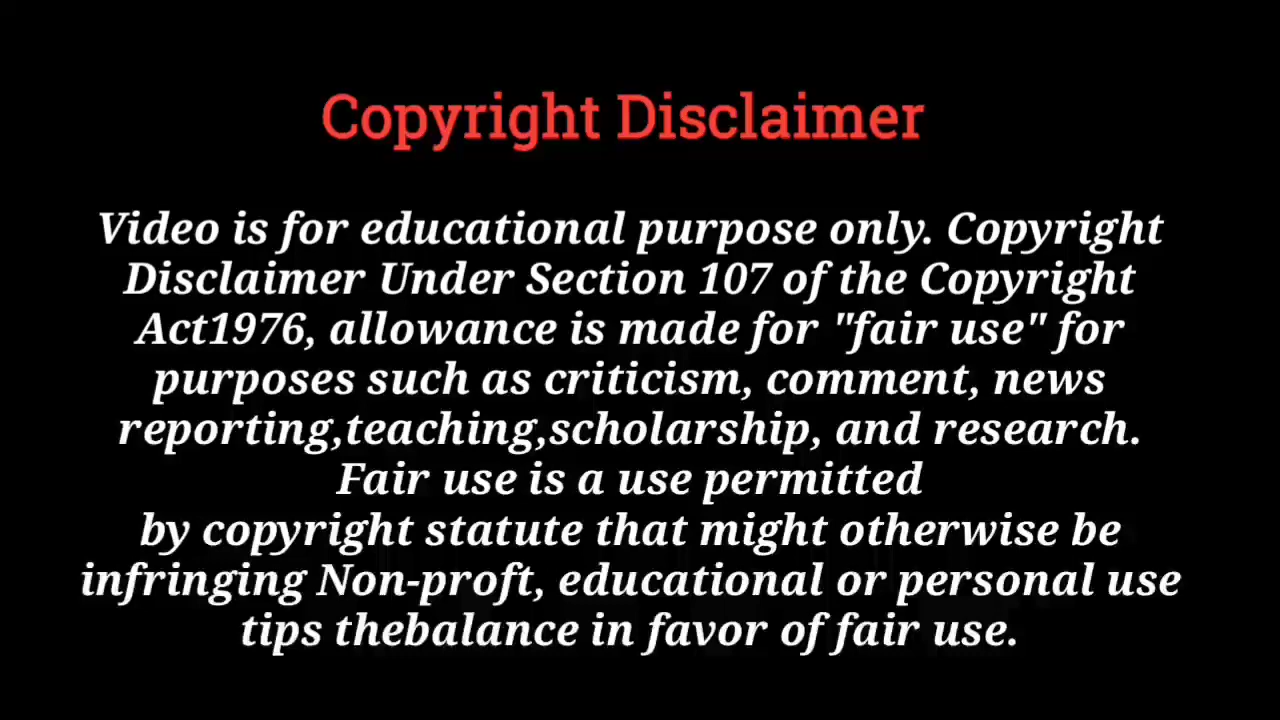 Copyright Disclaimer
Video is for educational purpose only. Copyright
Disclaimer Under Section 107 of the Copyright
Act1976, allowance is made for "fair use" for
purposes such as criticism, comment, news
reporting,teaching,scholarship, and research.
Fair use is a use permitted
by copyright statute that might otherwise be
infringing Non-proft, educational or personal use
tips thebalance in favor of fair use.